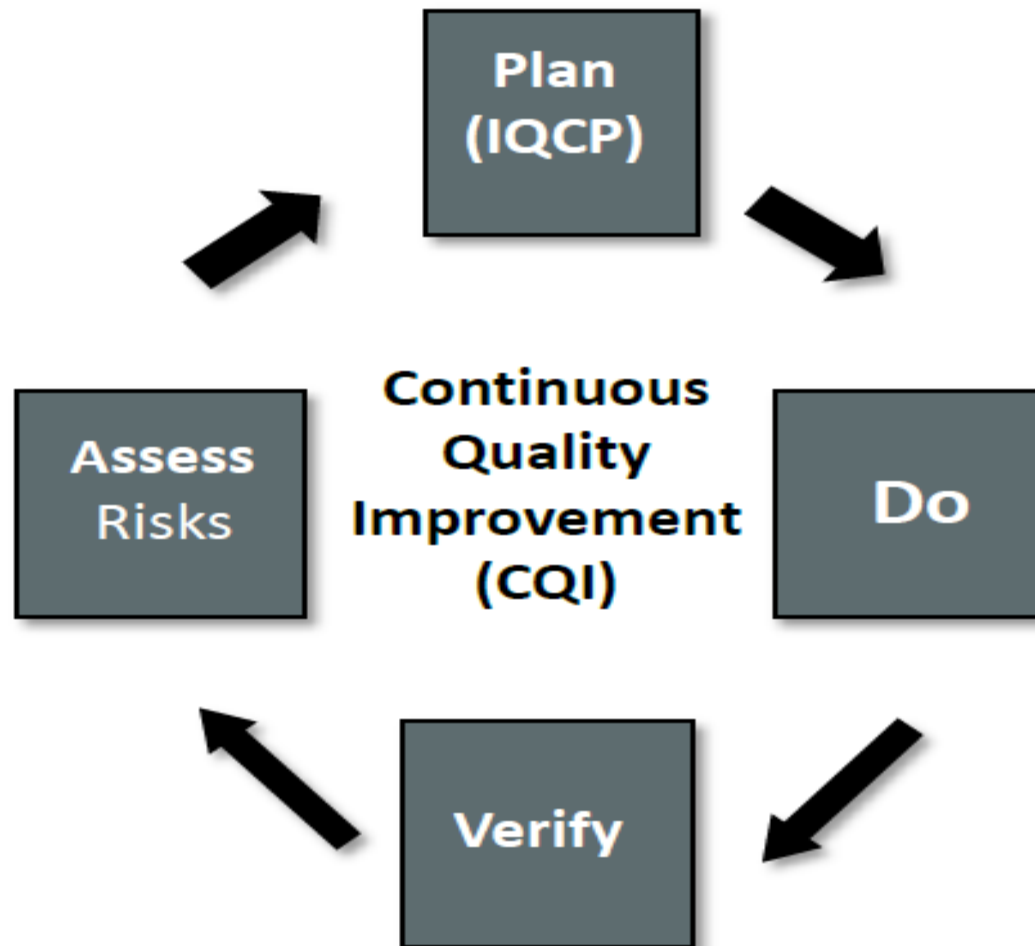 Plan
(IQCP)
Continuous
Quality
Improvement
(CQI)
Assess
Risks
Do
Verify